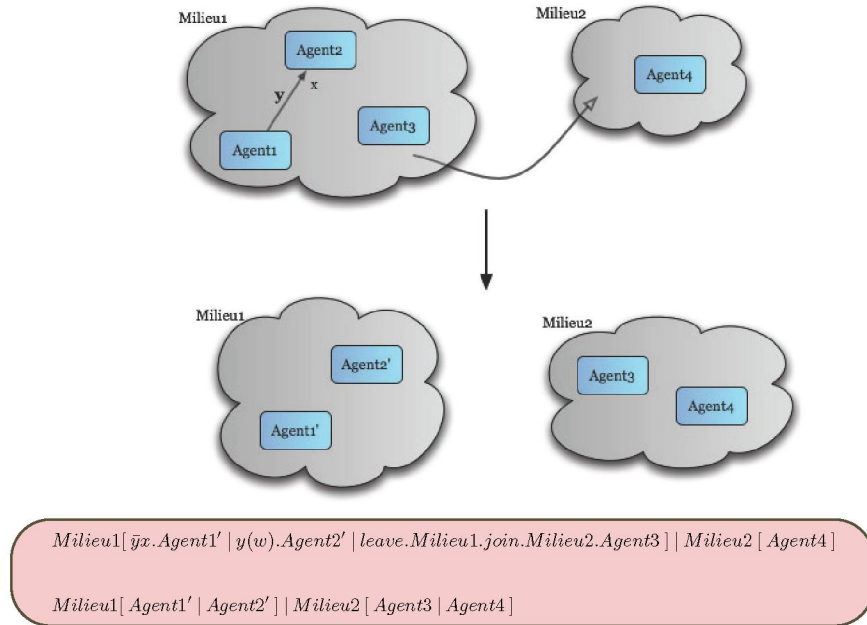 Milieu1
Milieu2
Agent2
Agent4
y
x
Agent3
Agent1
Milieu1
Milieu2
Agent2'
Agent3
Agent4
Agent1'
Milieu1[ ȳx.Agent1′ | y(w).Agent2′ | leave.Milieu1.join.Milieu2.Agent3 ] | Milieu2 [ Agent4 ]
Milieu1[ Agent1′ | Agent2′ ] | Milieu2 [ Agent3 | Agent4 ]